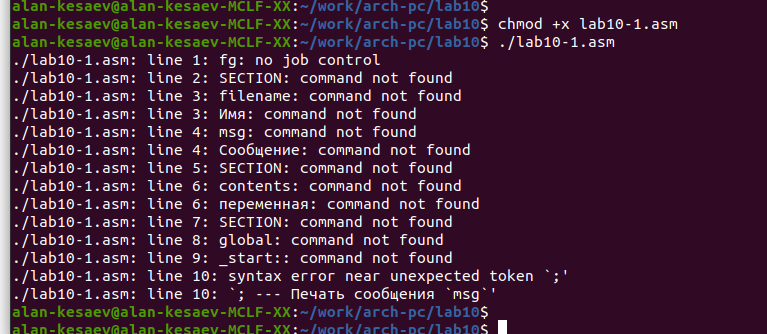 alan-kesaev@alan-kesaev-MCLF-XX:~/work/arch-pc/lab10$
alan-kesaev@alan-kesaev-MCLF-XX:~/work/arch-pc/lab10$ chmod +x lab10-1.asm
alan-kesaev@alan-kesaev-MCLF-XX:~/work/arch-pc/lab10$ ./lab10-1.asm
./lab10-1.asm: line 1: fg: no job control
./lab10-1.asm: line 2: SECTION: command not found
./lab10-1.asm: line 3: filename: command not found
./lab10-1.asm: line 3: Имя: command not found
./lab10-1.asm: line 4: msg: command not found
./lab10-1.asm: line 4: Сообщение: command not found
./lab10-1.asm: line 5: SECTION: command not found
./lab10-1.asm: line 6: contents: command not found
./lab10-1.asm: line 6: переменная: command not found
./lab10-1.asm: line 7: SECTION: command not found
./lab10-1.asm: line 8: global: command not found
./lab10-1.asm: line 9: _start:: command not found
./lab10-1.asm: line 10: syntax error near unexpected token `;'
./lab10-1.asm: line 10: `; --- Печать сообщения `msg`'
alan-kesaev@alan-kesaev-MCLF-XX:~/work/arch-pc/lab10$
alan-kesaev@alan-kesaev-MCLF-XX:~/work/arch-pc/lab10$